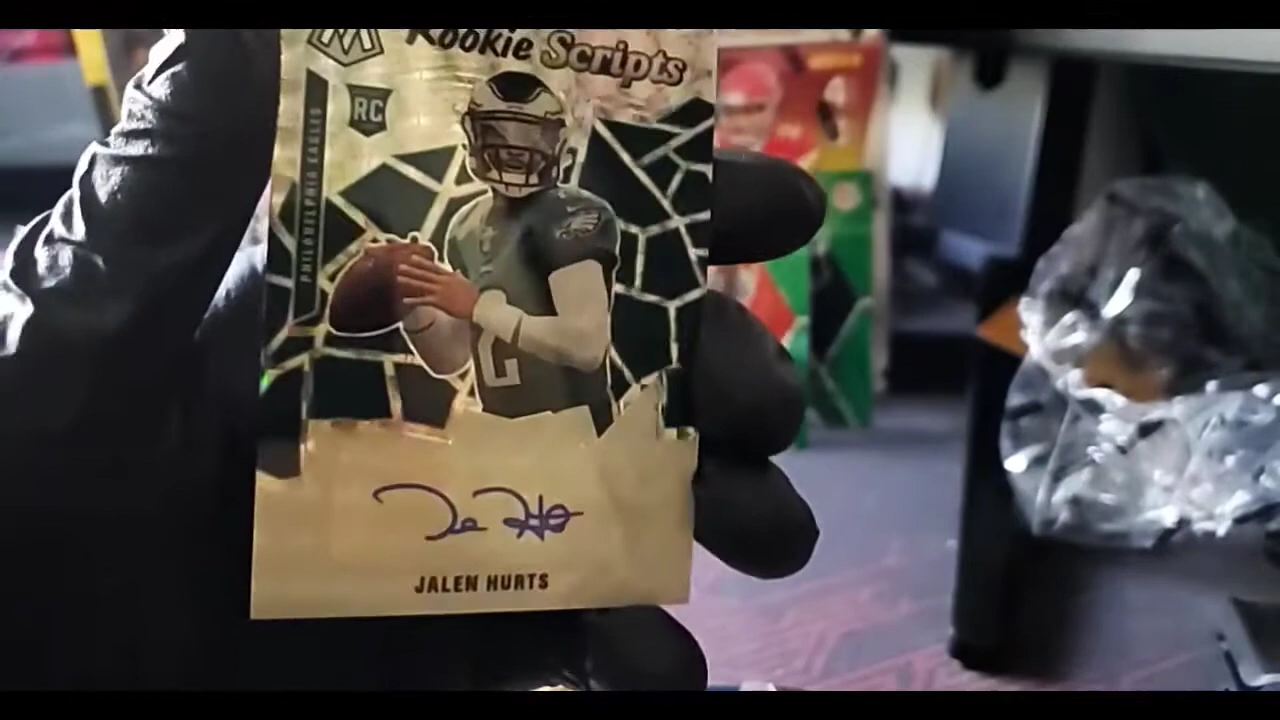 Rookie Scripts
RC
PHILADELPHIA EAGLES
2
JALEN HURTS